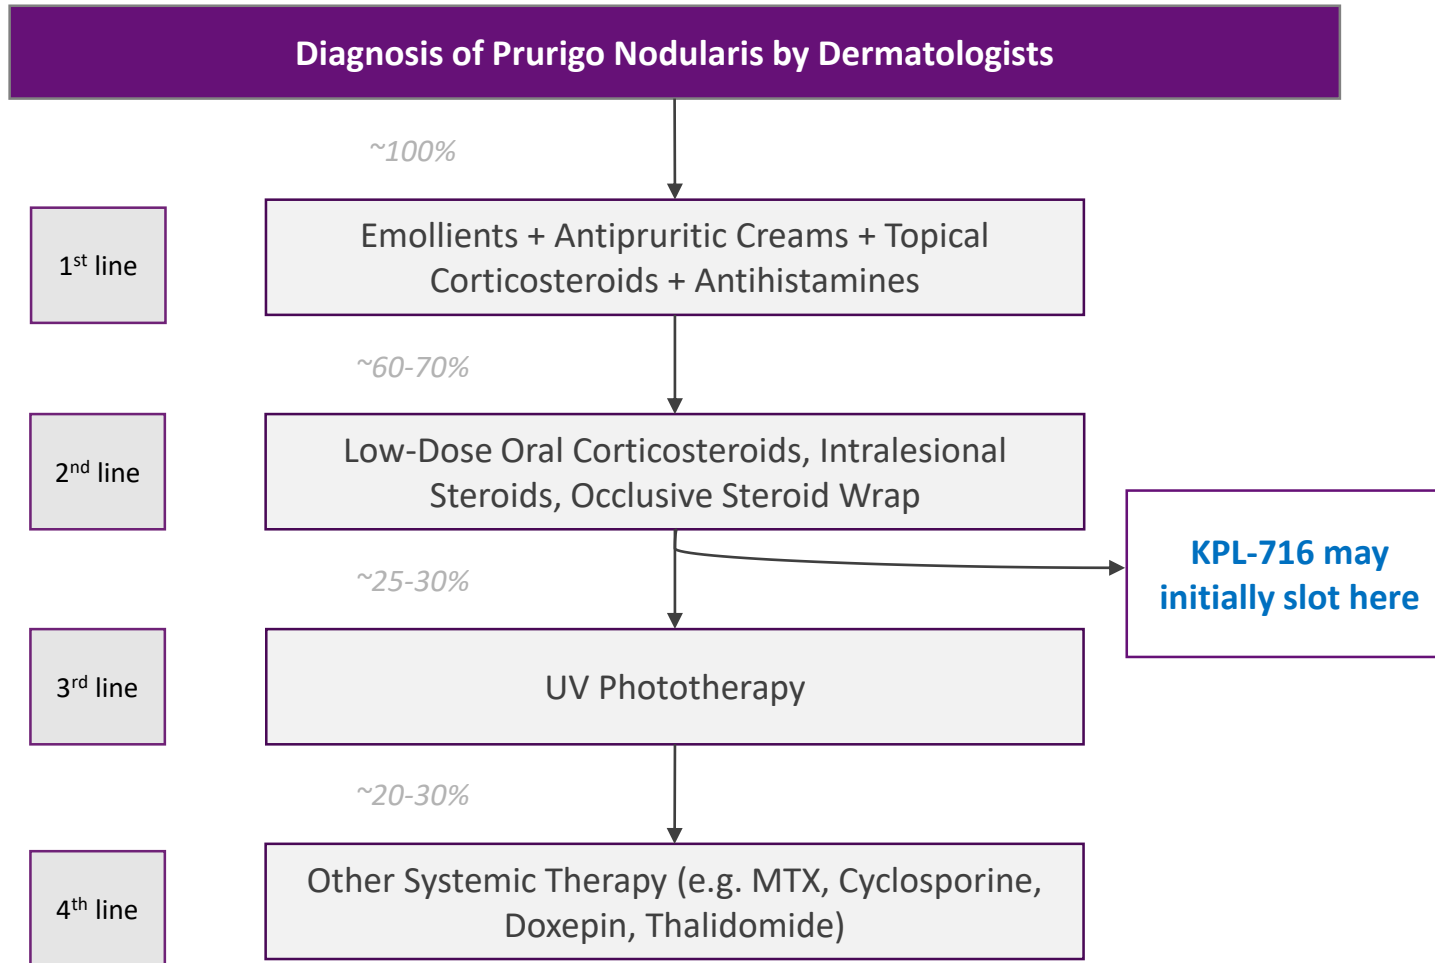 Diagnosis of Prurigo Nodularis by Dermatologists
~100%
1st line
Emollients + Antipruritic Creams + Topical
Corticosteroids + Antihistamines
~60-70%
2nd line
Low-Dose Oral Corticosteroids, Intralesional
Steroids, Occlusive Steroid Wrap
KPL-716 may
initially slot here
~25-30%
3rd line
UV Phototherapy
~20-30%
4th line
Other Systemic Therapy (e.g. MTX, Cyclosporine,
Doxepin, Thalidomide)